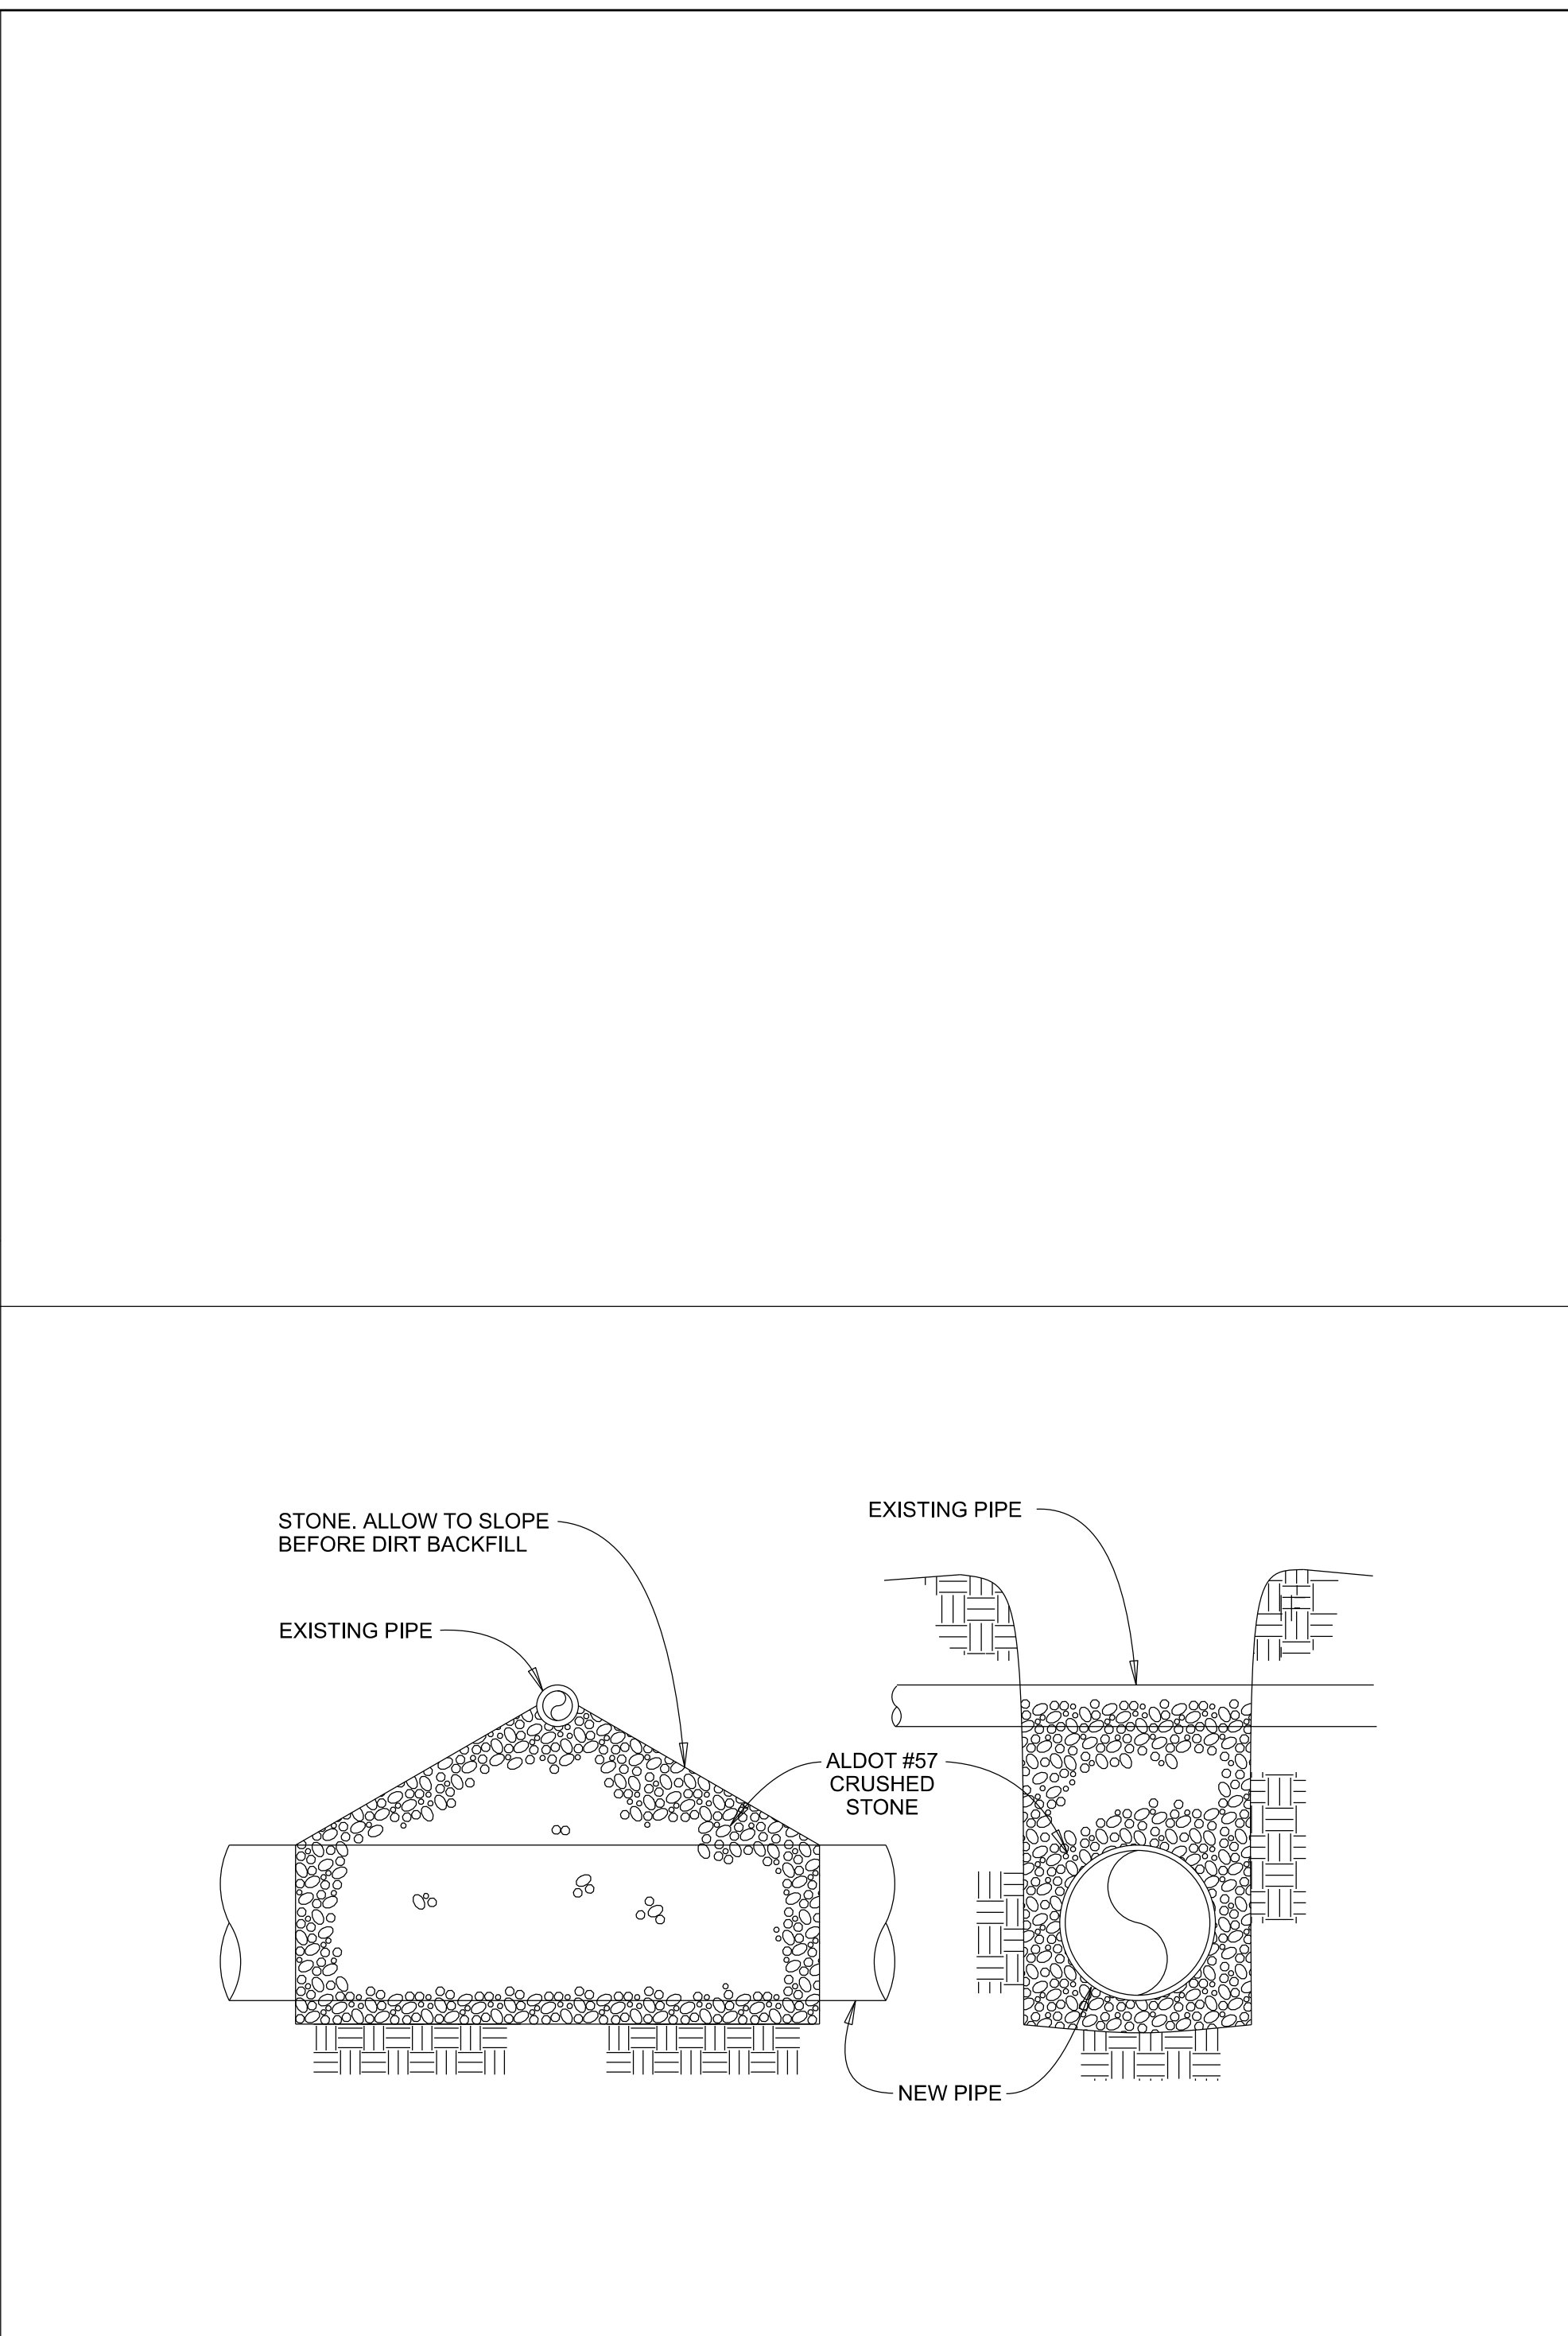 STONE. ALLOW TO SLOPE
BEFORE DIRT BACKFILL
EXISTING PIPE
EXISTING PIPE
ALDOT #57
CRUSHED
STONE
NEW PIPE